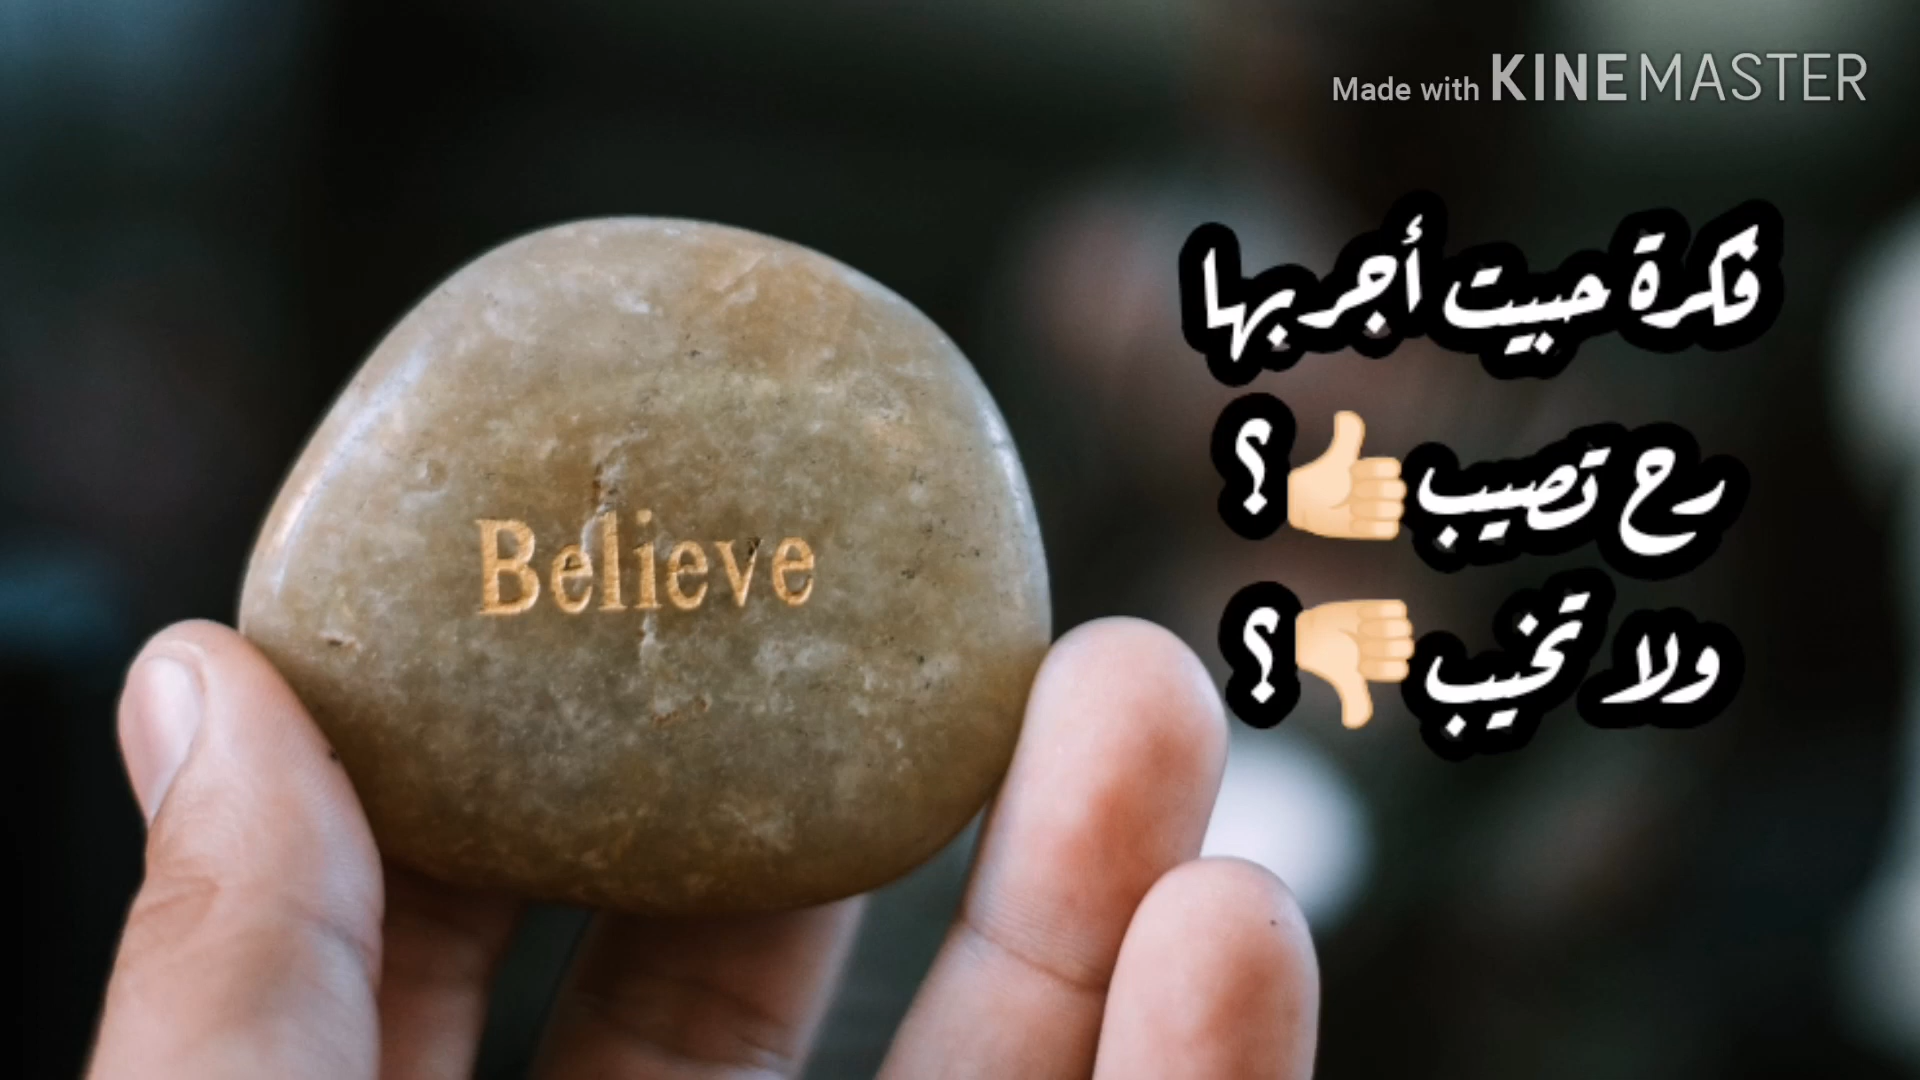 Made with KINEMASTER
فكرة حبيت أجربها
رح تصيب👍🏻؟
ولا تخيب👎🏻؟
Believe